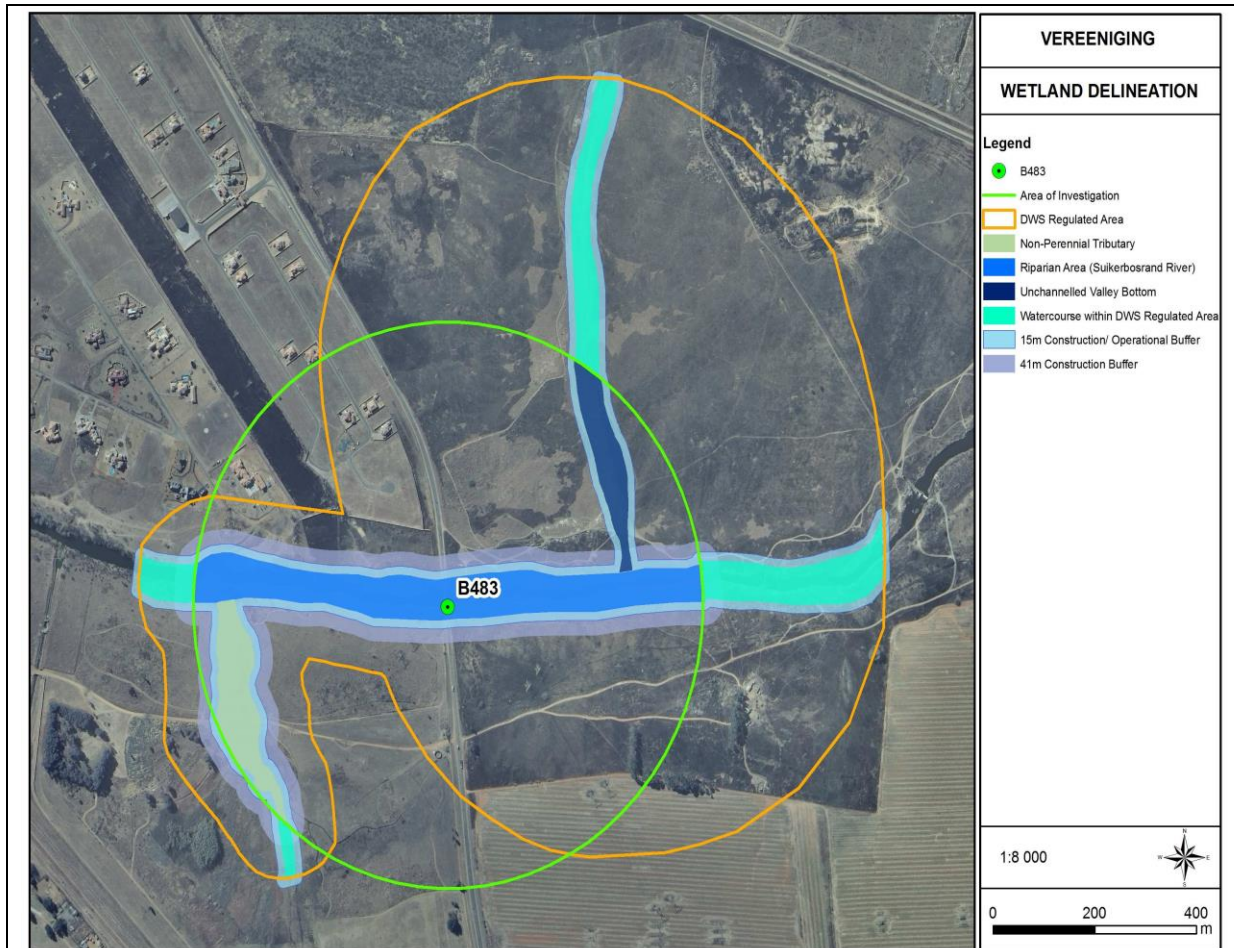 VEREENIGING
WETLAND DELINEATION
Legend
B483
Area of Investigation
DWS Regulated Area
Non-Perennial Tributary
Riparian Area (Suikerbosrand River)
Unchannelled Valley Bottom
Watercourse within DWS Regulated Area
15m Construction/ Operational Buffer
41m Construction Buffer
B483
1:8 000
N
W E
S
0 200 400
m